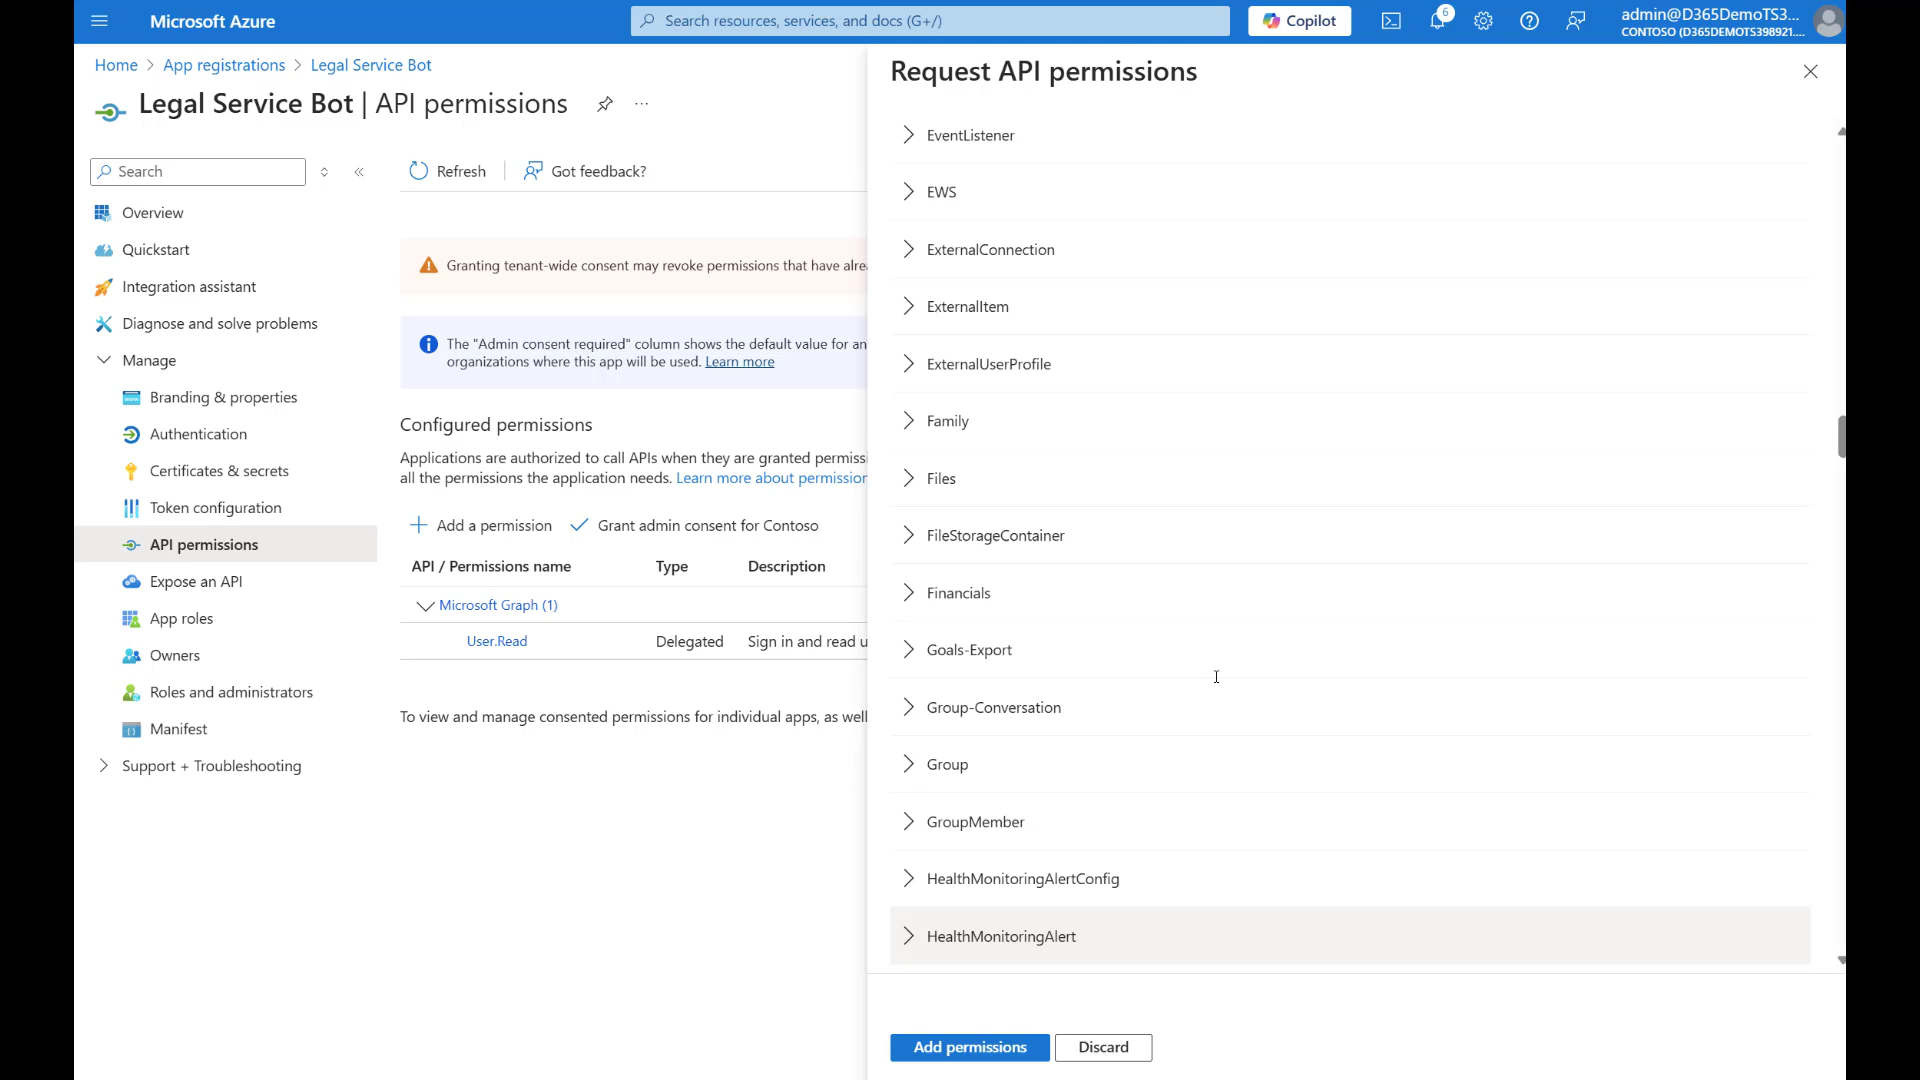 Microsoft Azure
Search resources, services, and docs (G+/)
Copilot
6
admin@D365DemoTS3...
CONTOSO (D365DEMOTS398921....
Home > App registrations > Legal Service Bot
Legal Service Bot | API permissions
...
Search
Overview
Quickstart
Integration assistant
Diagnose and solve problems
Manage
Branding & properties
Authentication
Certificates & secrets
Token configuration
API permissions
Expose an API
App roles
Owners
Roles and administrators
Manifest
Support + Troubleshooting
Refresh
Got feedback?
Granting tenant-wide consent may revoke permissions that have alre
The "Admin consent required" column shows the default value for an
organizations where this app will be used. Learn more
Configured permissions
Applications are authorized to call APIs when they are granted permiss
all the permissions the application needs. Learn more about permission
Add a permission
Grant admin consent for Contoso
API / Permissions name Type Description
Microsoft Graph (1)
User.Read Delegated Sign in and read u
To view and manage consented permissions for individual apps, as well
Request API permissions
EventListener
EWS
ExternalConnection
ExternalItem
ExternalUserProfile
Family
Files
FileStorageContainer
Financials
Goals-Export
Group-Conversation
Group
GroupMember
HealthMonitoringAlertConfig
HealthMonitoringAlert
Add permissions
Discard